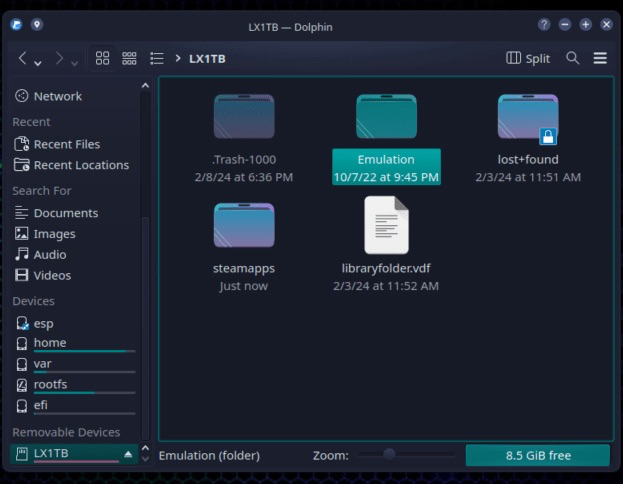 LX1TB — Dolphin
LX1TB
Split
Network
Recent
Recent Files
Recent Locations
Search For
Documents
Images
Audio
Videos
Devices
esp
home
var
rootfs
efi
Removable Devices
LX1TB
.Trash-1000
2/8/24 at 6:36 PM
Emulation
10/7/22 at 9:45 PM
lost+found
2/3/24 at 11:51 AM
steamapps
Just now
libraryfolder.vdf
2/3/24 at 11:52 AM
Emulation (folder)
Zoom:
8.5 GiB free